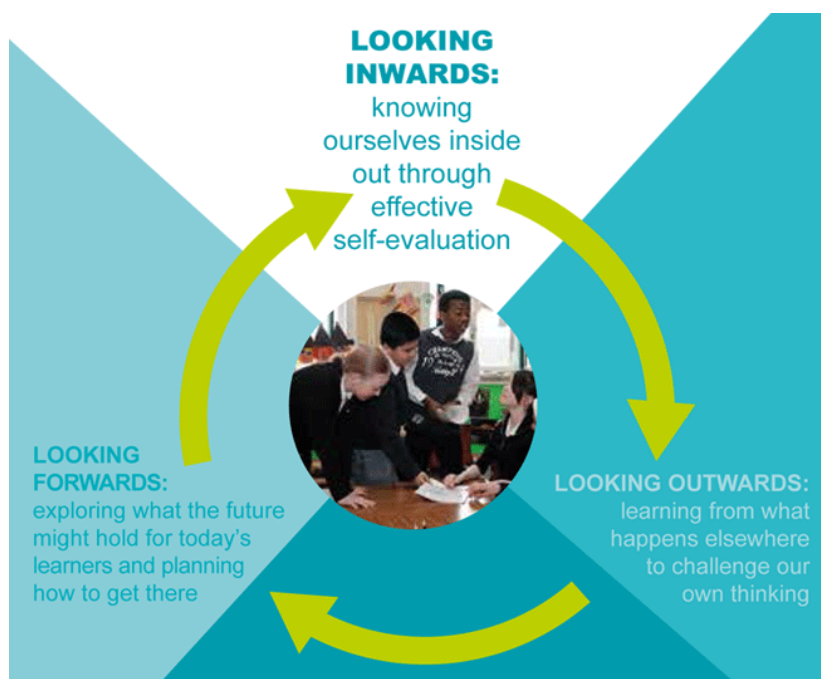 LOOKING
INWARDS:
knowing
ourselves inside
out through
effective
self-evaluation
LOOKING OUTWARDS:
learning from what
happens elsewhere
to challenge our
own thinking
LOOKING
FORWARDS:
exploring what the future
might hold for today's
learners and planning
how to get there